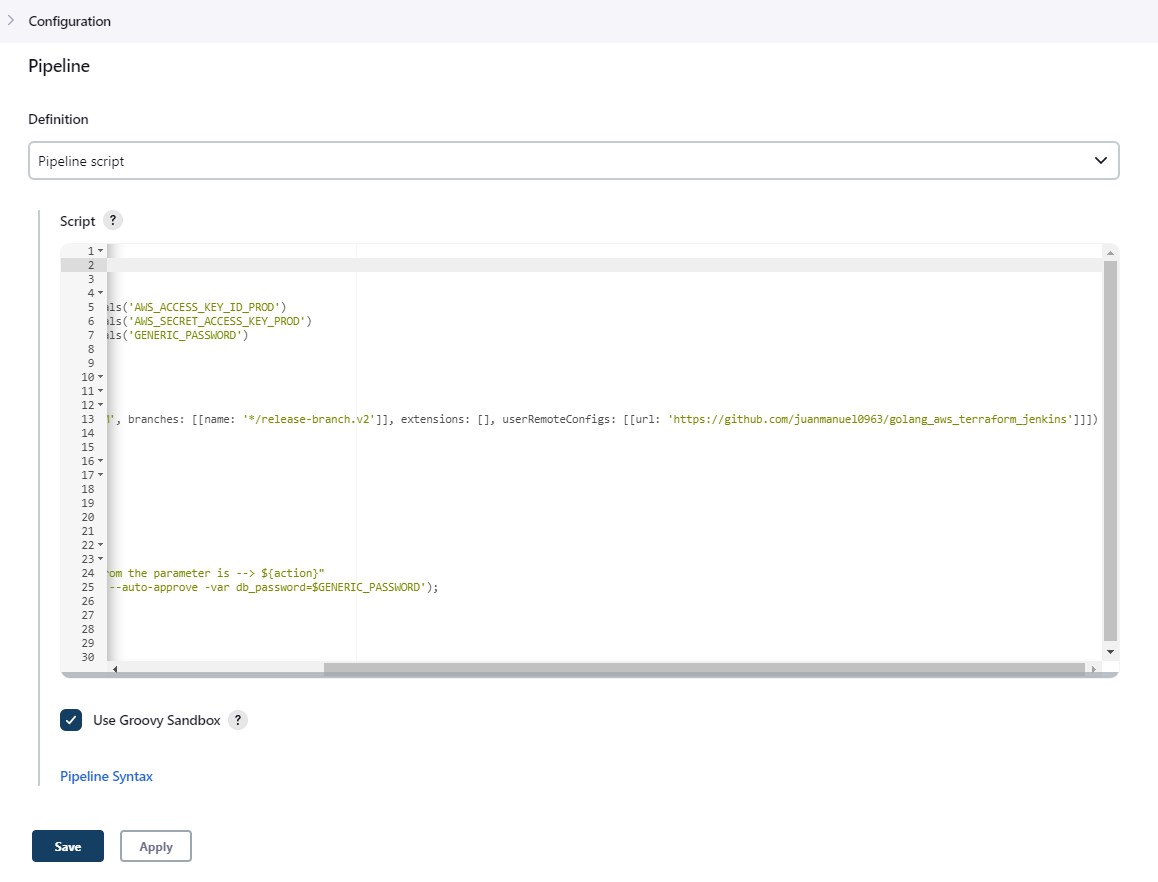 Configuration
Pipeline
Definition
Pipeline script
Script ?
1
2
3
4
5 als('AWS_ACCESS_KEY_ID_PROD')
6 als('AWS_SECRET_ACCESS_KEY_PROD')
7 als('GENERIC_PASSWORD')
8
9
10
11
12
13 M', branches: [[name: '*/release-branch.v2']], extensions: [], userRemoteConfigs: [[url: 'https://github.com/juanmanuel0963/golang_aws_terraform_jenkins']]])
14
15
16
17
18
19
20
21
22
23
24 rom the parameter is --> ${action}"
25 --auto-approve -var db_password=$GENERIC_PASSWORD');
26
27
28
29
30
Use Groovy Sandbox ?
Pipeline Syntax
Save Apply